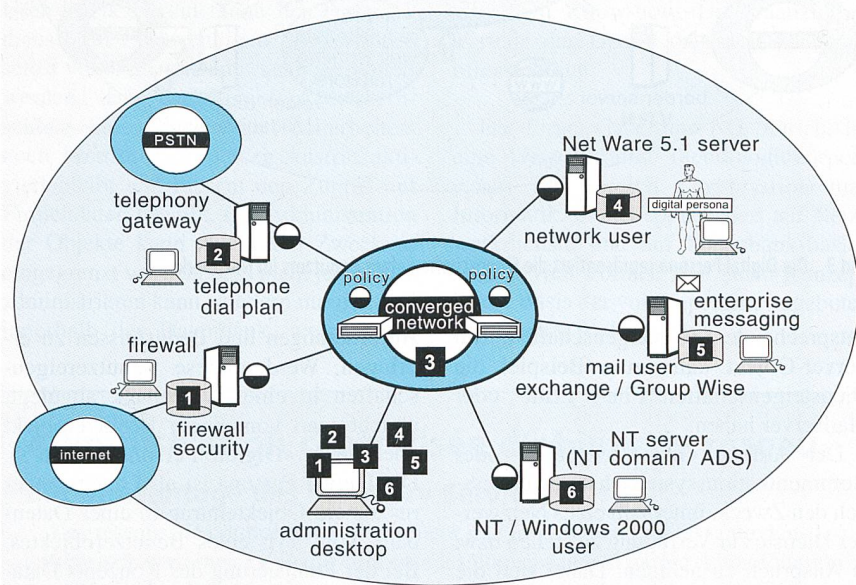 PSTN
telephony
gateway
2
telephone
dial plan
firewall
1
firewall
security
internet
policy
policy
converged
network
3
Net Ware 5.1 server
4
digital persona
network user
enterprise
messaging
5
mail user
exchange / Group Wise
NT server
(NT domain / ADS)
6
NT / Windows 2000
user
2
4
1
3
5
6
administration
desktop